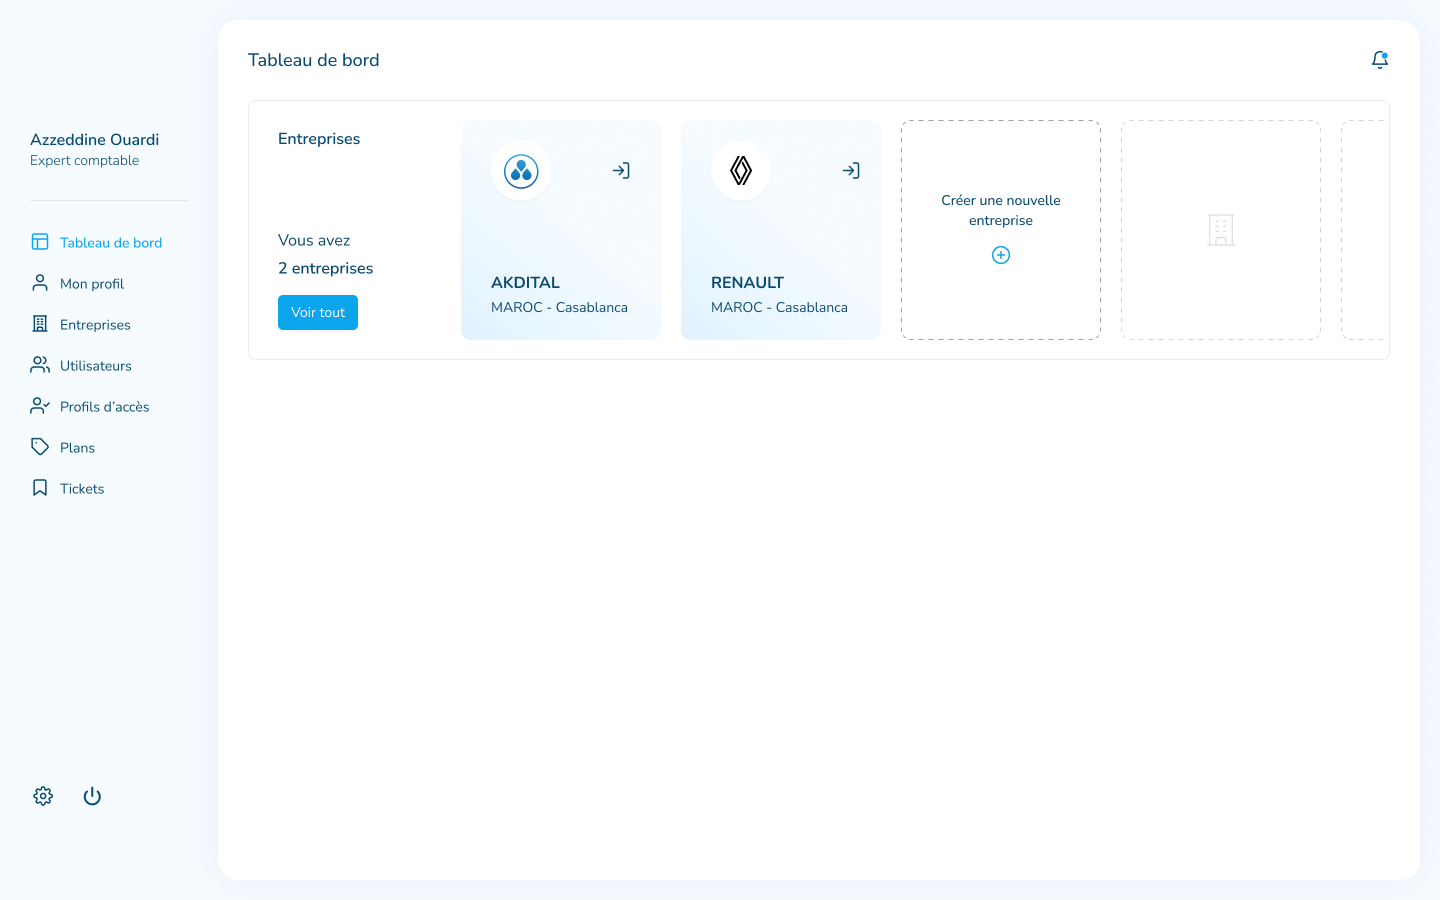 Azzeddine Ouardi
Expert comptable
Tableau de bord
Mon profil
Entreprises
Utilisateurs
Profils d’accès
Plans
Tickets
Tableau de bord
Entreprises
Vous avez
2 entreprises
Voir tout
AKDITAL
MAROC - Casablanca
RENAULT
MAROC - Casablanca
Créer une nouvelle
entreprise